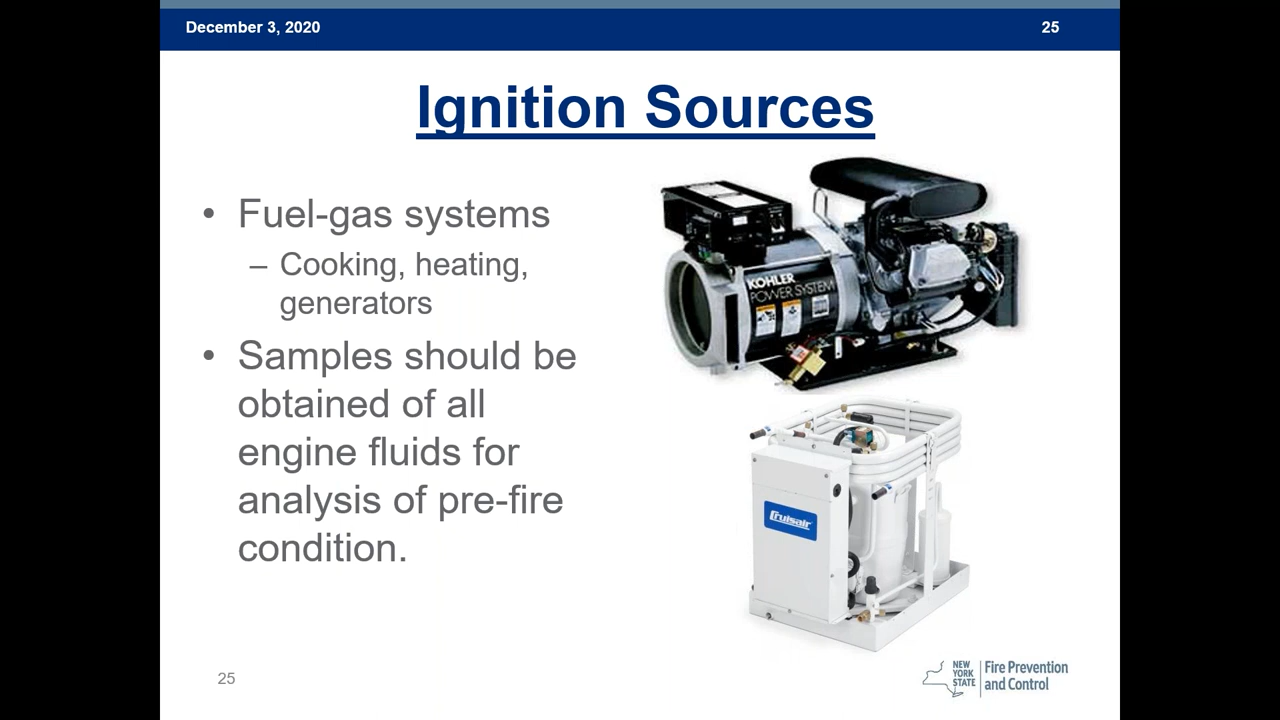 December 3, 2020
25
Ignition Sources
• Fuel-gas systems
– Cooking, heating,
generators
• Samples should be
obtained of all
engine fluids for
analysis of pre-fire
condition.
KOHLER
POWER SYSTEM
Cruisair
25
NEW
YORK
STATE
Fire Prevention
and Control